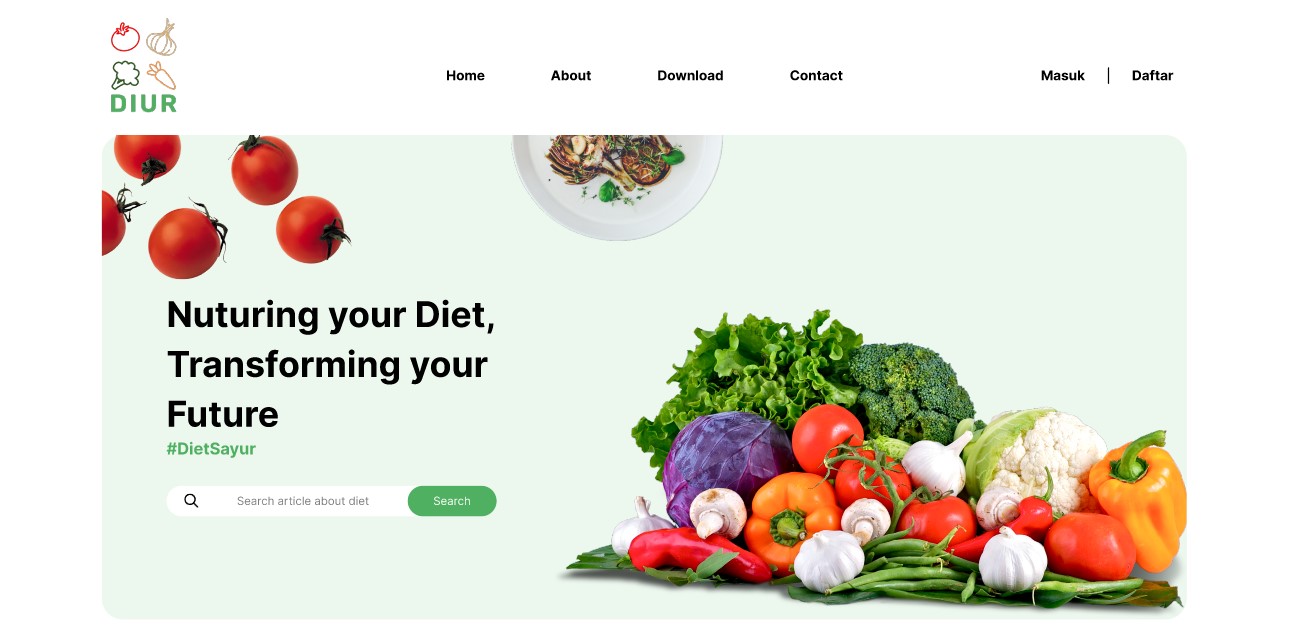 DIUR
Home About Download Contact Masuk | Daftar
Nuturing your Diet,
Transforming your
Future
#DietSayur
Search article about diet Search